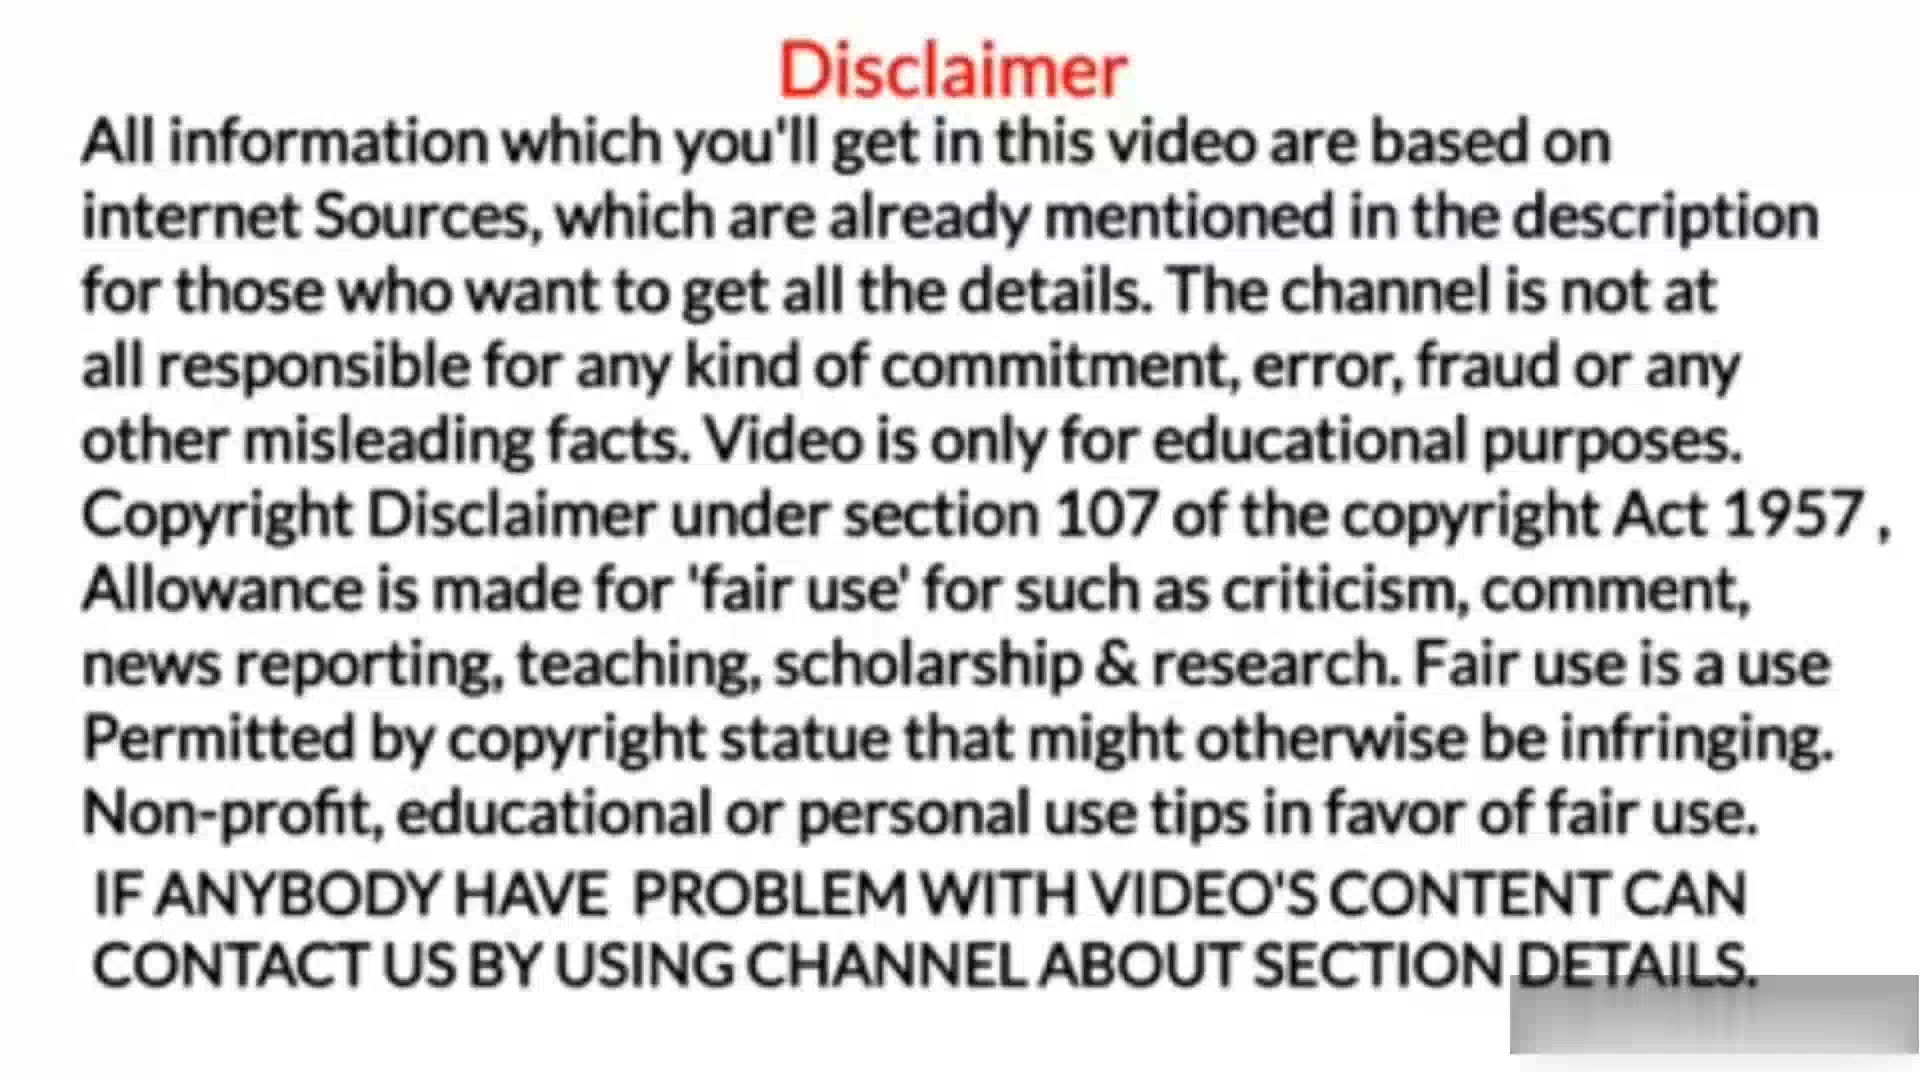 Disclaimer
All information which you'll get in this video are based on
internet Sources, which are already mentioned in the description
for those who want to get all the details. The channel is not at
all responsible for any kind of commitment, error, fraud or any
other misleading facts. Video is only for educational purposes.
Copyright Disclaimer under section 107 of the copyright Act 1957 ,
Allowance is made for 'fair use' for such as criticism, comment,
news reporting, teaching, scholarship & research. Fair use is a use
Permitted by copyright statue that might otherwise be infringing.
Non-profit, educational or personal use tips in favor of fair use.
IF ANYBODY HAVE PROBLEM WITH VIDEO'S CONTENT CAN
CONTACT US BY USING CHANNEL ABOUT SECTION DETAILS.